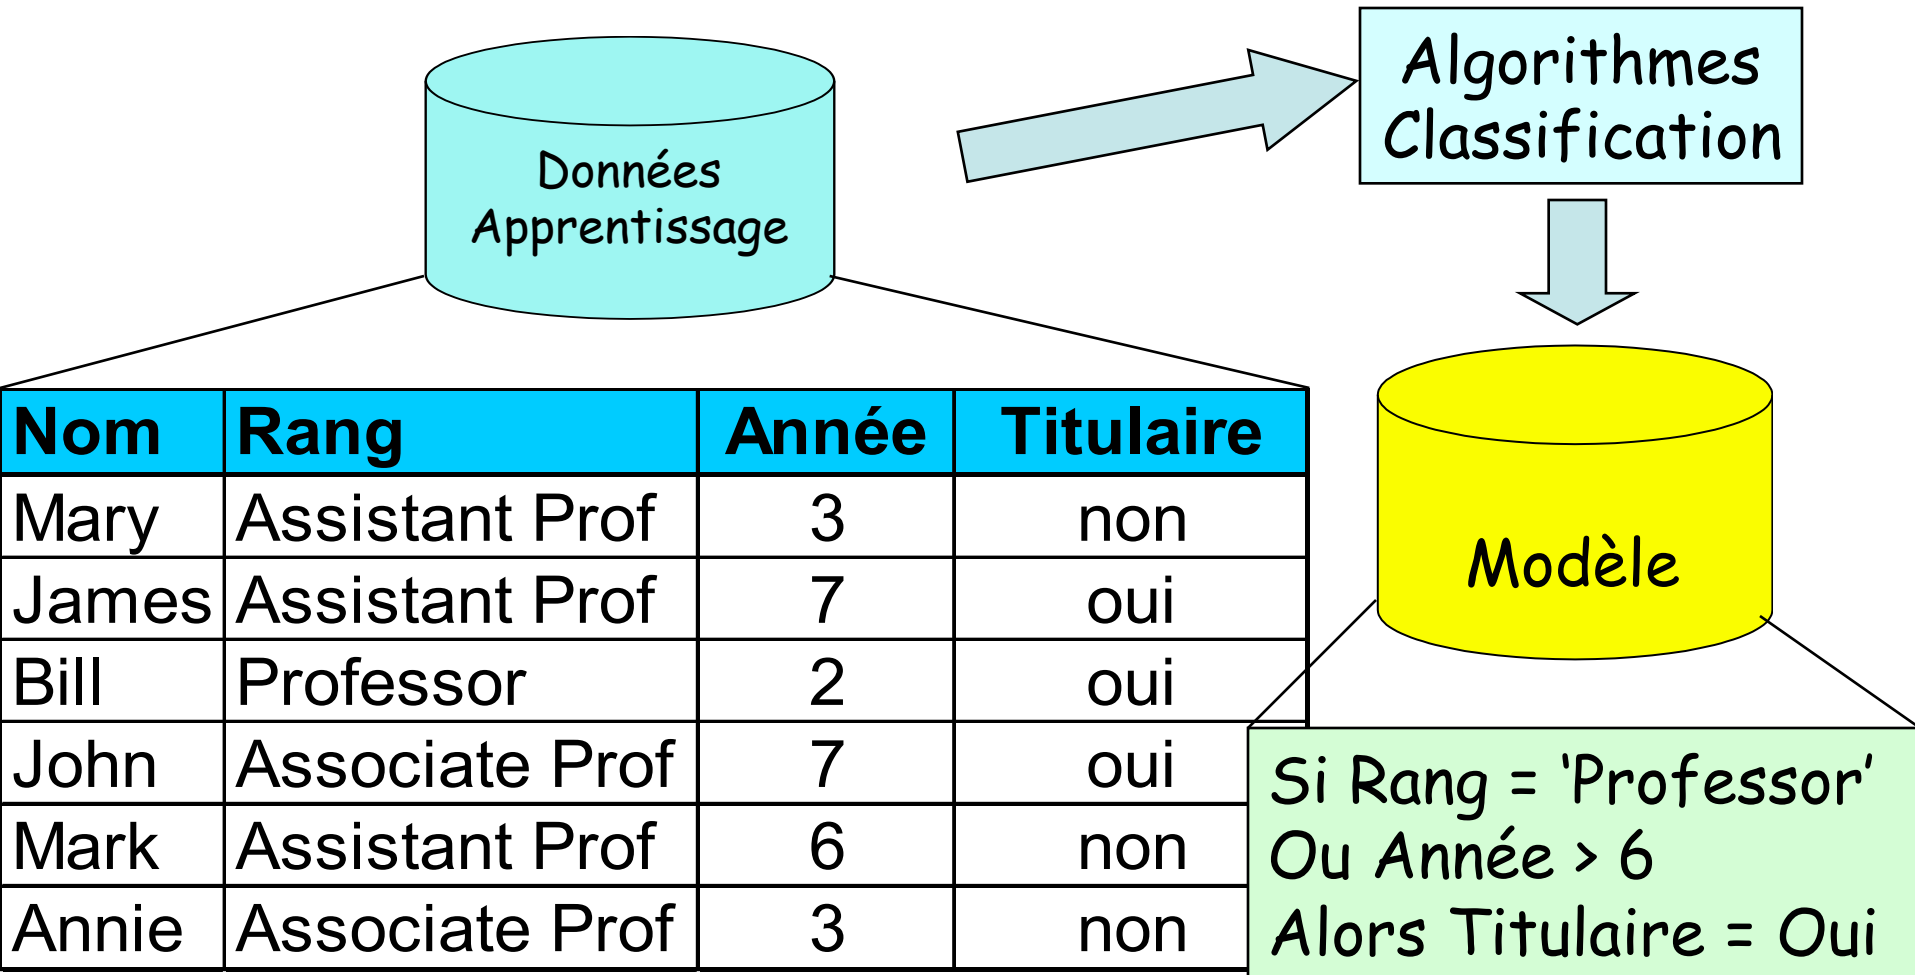 Données
Apprentissage
Algorithmes
Classification
Nom Rang Année Titulaire
Mary Assistant Prof 3 non
James Assistant Prof 7 oui
Bill Professor 2 oui
John Associate Prof 7 oui
Mark Assistant Prof 6 non
Annie Associate Prof 3 non
Modèle
Si Rang = ‘Professor’
Ou Année > 6
Alors Titulaire = Oui